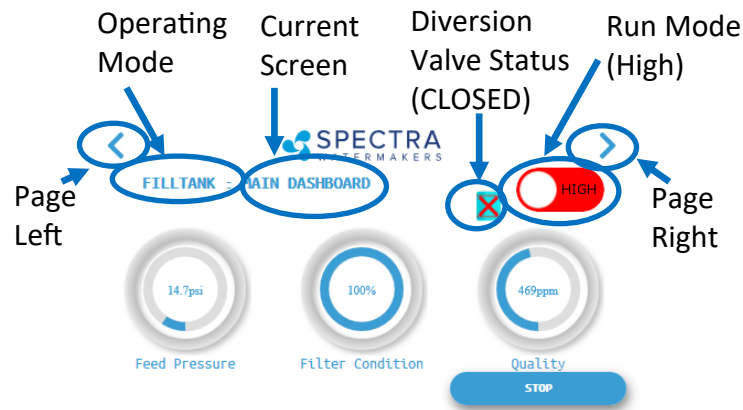 Operating
Mode
Current
Screen
Diversion
Valve Status
(CLOSED)
Run Mode
(High)
SPECTRA
WATERMAKERS
FILLTANK - MAIN DASHBOARD
HIGH
Page
Left
Page
Right
14.7psi
100%
469ppm
Feed Pressure
Filter Condition
Quality
STOP